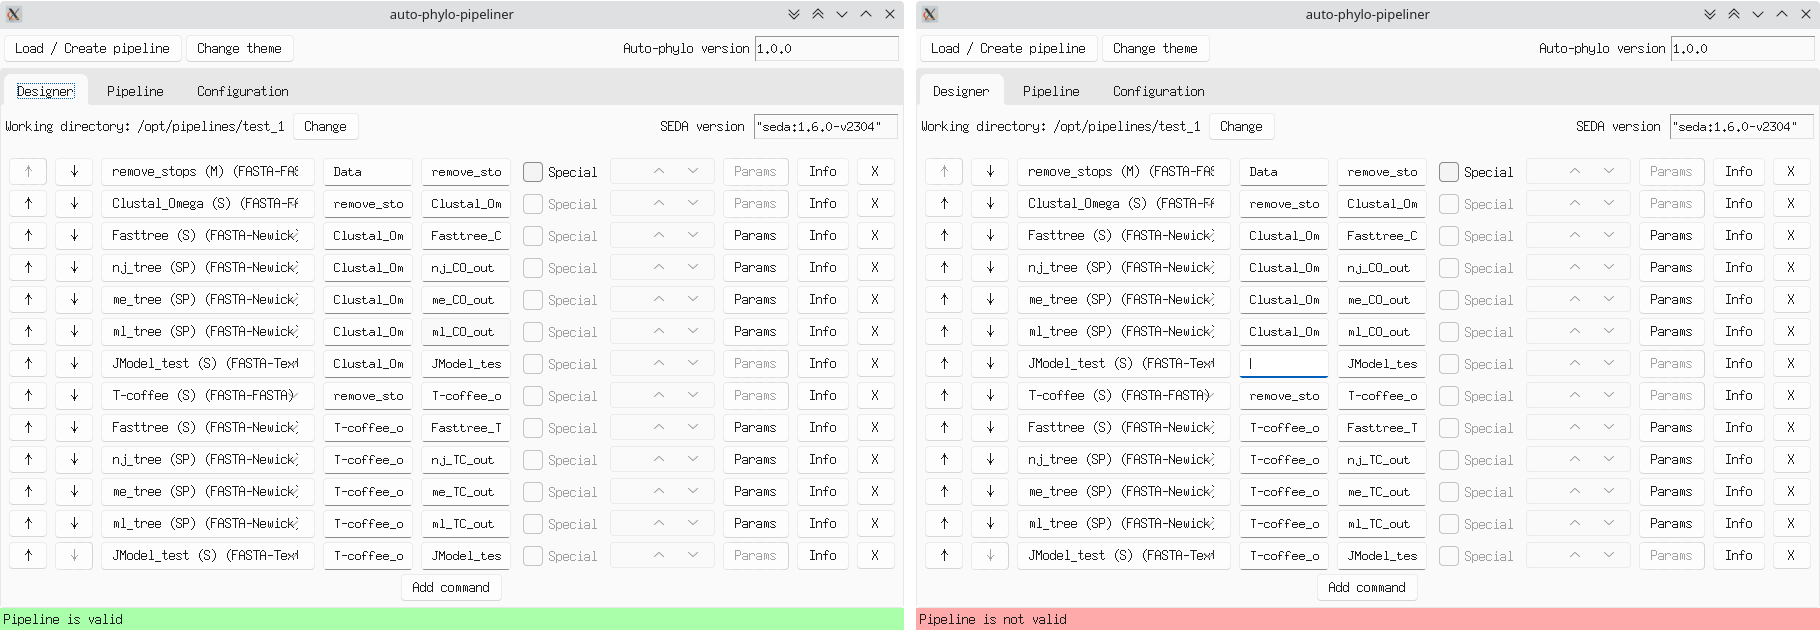 auto-phylo-pipeliner
Load / Create pipeline Change theme Auto-phylo version 1.0.0
Designer Pipeline Configuration
Working directory: /opt/pipelines/test_1 Change SEDA version "seda:1.6.0-v2304"
↑ ↓ remove_stops (M) (FASTA-FAS Data remove_sto Special Params Info X
↑ ↓ Clustal_Omega (S) (FASTA-FA remove_sto Clustal_Om Special Params Info X
↑ ↓ Fasttree (S) (FASTA-Newick) Clustal_Om Fasttree_C Special Params Info X
↑ ↓ nj_tree (SP) (FASTA-Newick) Clustal_Om nj_CO_out Special Params Info X
↑ ↓ me_tree (SP) (FASTA-Newick) Clustal_Om me_CO_out Special Params Info X
↑ ↓ ml_tree (SP) (FASTA-Newick) Clustal_Om ml_CO_out Special Params Info X
↑ ↓ JModel_test (S) (FASTA-Text Clustal_Om JModel_tes Special Params Info X
↑ ↓ T-coffee (S) (FASTA-FASTA) remove_sto T-coffee_o Special Params Info X
↑ ↓ Fasttree (S) (FASTA-Newick) T-coffee_o Fasttree_T Special Params Info X
↑ ↓ nj_tree (SP) (FASTA-Newick) T-coffee_o nj_TC_out Special Params Info X
↑ ↓ me_tree (SP) (FASTA-Newick) T-coffee_o me_TC_out Special Params Info X
↑ ↓ ml_tree (SP) (FASTA-Newick) T-coffee_o ml_TC_out Special Params Info X
↑ ↓ JModel_test (S) (FASTA-Text T-coffee_o JModel_tes Special Params Info X
Add command
Pipeline is valid
auto-phylo-pipeliner
Load / Create pipeline Change theme Auto-phylo version 1.0.0
Designer Pipeline Configuration
Working directory: /opt/pipelines/test_1 Change SEDA version "seda:1.6.0-v2304"
↑ ↓ remove_stops (M) (FASTA-FAS Data remove_sto Special Params Info X
↑ ↓ Clustal_Omega (S) (FASTA-FA remove_sto Clustal_Om Special Params Info X
↑ ↓ Fasttree (S) (FASTA-Newick) Clustal_Om Fasttree_C Special Params Info X
↑ ↓ nj_tree (SP) (FASTA-Newick) Clustal_Om nj_CO_out Special Params Info X
↑ ↓ me_tree (SP) (FASTA-Newick) Clustal_Om me_CO_out Special Params Info X
↑ ↓ ml_tree (SP) (FASTA-Newick) Clustal_Om ml_CO_out Special Params Info X
↑ ↓ JModel_test (S) (FASTA-Text JModel_tes Special Params Info X
↑ ↓ T-coffee (S) (FASTA-FASTA) remove_sto T-coffee_o Special Params Info X
↑ ↓ Fasttree (S) (FASTA-Newick) T-coffee_o Fasttree_T Special Params Info X
↑ ↓ nj_tree (SP) (FASTA-Newick) T-coffee_o nj_TC_out Special Params Info X
↑ ↓ me_tree (SP) (FASTA-Newick) T-coffee_o me_TC_out Special Params Info X
↑ ↓ ml_tree (SP) (FASTA-Newick) T-coffee_o ml_TC_out Special Params Info X
↑ ↓ JModel_test (S) (FASTA-Text T-coffee_o JModel_tes Special Params Info X
Add command
Pipeline is not valid